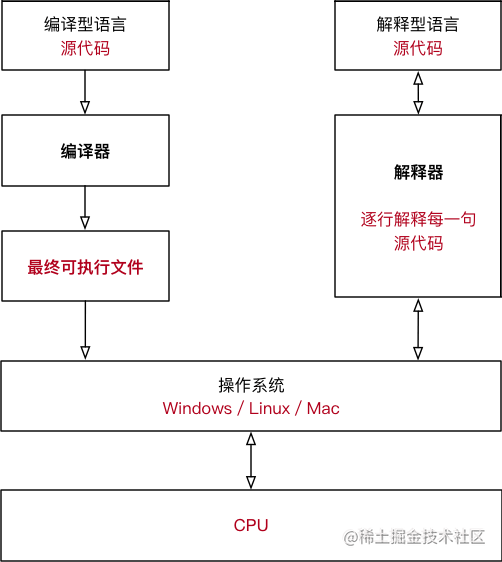 编译型语言
源代码
解释型语言
源代码
编译器
解释器
逐行解释每一句
源代码
最终可执行文件
操作系统
Windows / Linux / Mac
CPU
@稀土掘金技术社区